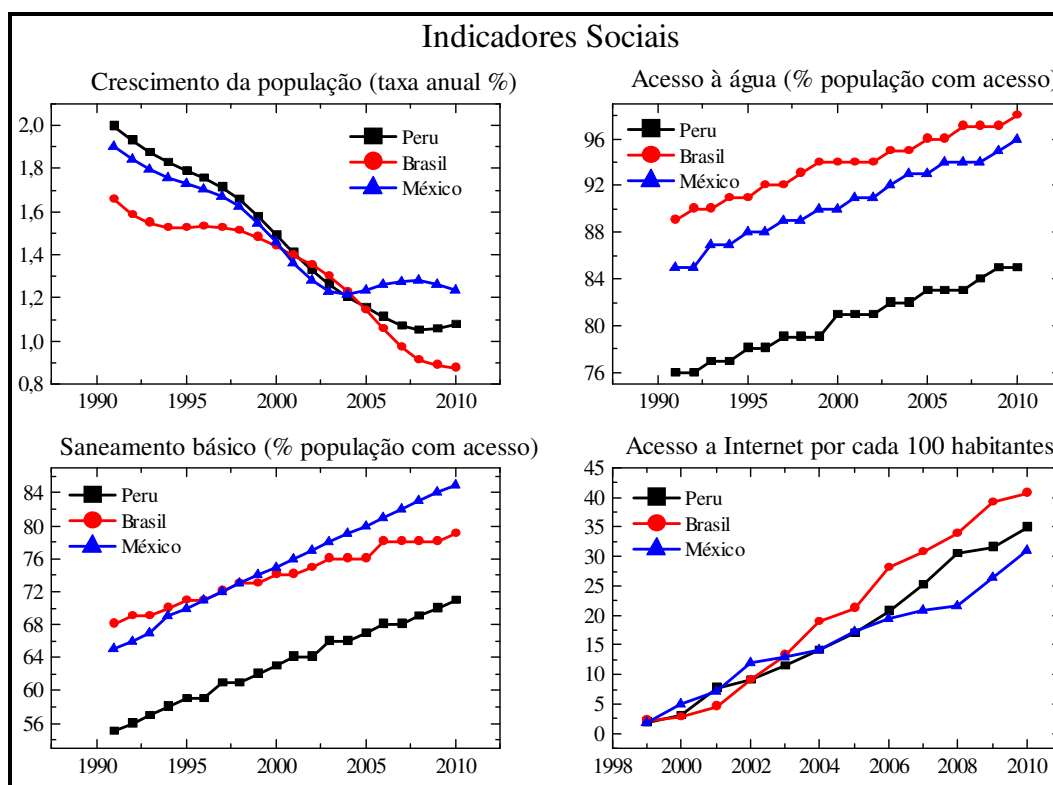 Indicadores Sociais
Crescimento da população (taxa anual %)
2,0
1,8
1,6
1,4
1,2
1,0
0,8
Peru
Brasil
México
1990 1995 2000 2005 2010
Acesso à água (% população com acesso)
96
92
88
84
80
76
Peru
Brasil
México
1990 1995 2000 2005 2010
Saneamento básico (% população com acesso)
84
80
76
72
68
64
60
56
Peru
Brasil
México
1990 1995 2000 2005 2010
Acesso a Internet por cada 100 habitantes
45
40
35
30
25
20
15
10
5
0
Peru
Brasil
México
1998 2000 2002 2004 2006 2008 2010